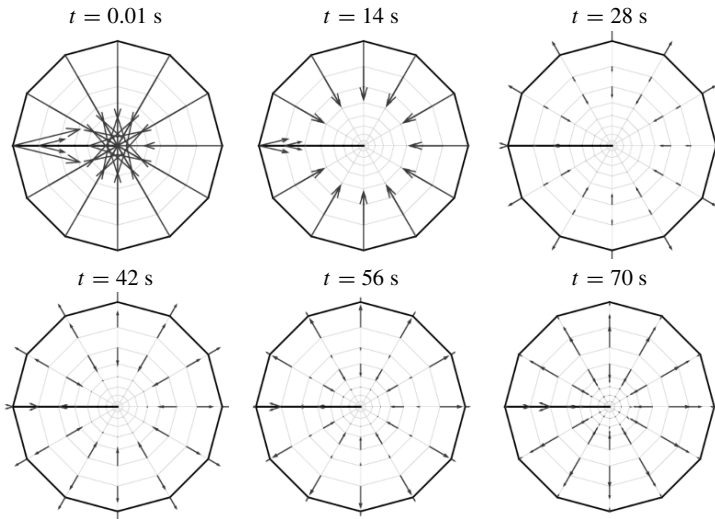 t = 0.01 s
t = 14 s
t = 28 s
t = 42 s
t = 56 s
t = 70 s